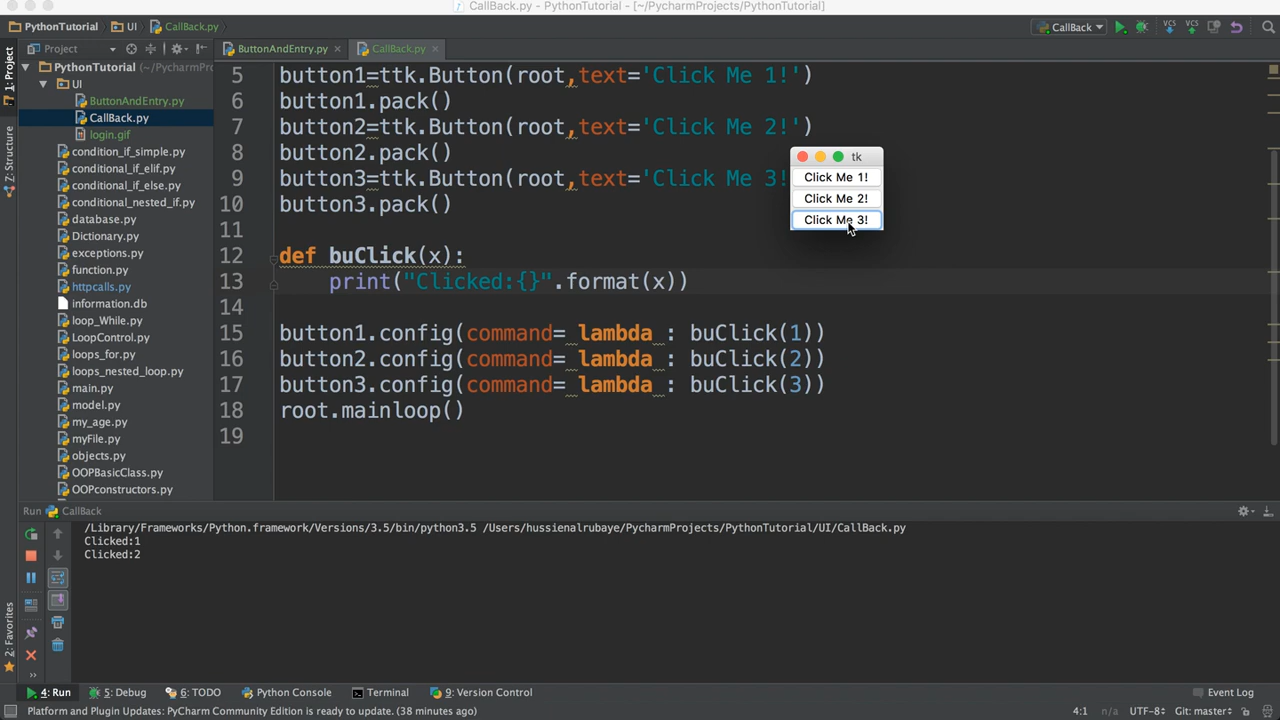 CallBack.py - PythonTutorial - [~/PycharmProjects/PythonTutorial]
PythonTutorial UI CallBack.py CallBack
Project ButtonAndEntry.py CallBack.py
1: Project
Z: Structure
2: Favorites
PythonTutorial (~/PycharmPro
UI
ButtonAndEntry.py
CallBack.py
login.gif
condition_if_simple.py
conditional_if_elif.py
conditional_if_else.py
conditional_nested_if.py
database.py
Dictionary.py
exceptions.py
function.py
httpcalls.py
information.db
loop_While.py
LoopControl.py
loops_for.py
loops_nested_loop.py
main.py
model.py
my_age.py
myFile.py
objects.py
OOPBasicClass.py
OOPconstructors.py
5 button1=ttk.Button(root,text='Click Me 1!')
6 button1.pack()
7 button2=ttk.Button(root,text='Click Me 2!')
8 button2.pack()
9 button3=ttk.Button(root,text='Click Me 3!
10 button3.pack()
11
12 def buClick(x):
13 print("Clicked:{}".format(x))
14
15 button1.config(command= lambda : buClick(1))
16 button2.config(command= lambda : buClick(2))
17 button3.config(command= lambda : buClick(3))
18 root.mainloop()
19
tk
Click Me 1!
Click Me 2!
Click Me 3!
Run CallBack
/Library/Frameworks/Python.framework/Versions/3.5/bin/python3.5 /Users/hussienalrubaye/PycharmProjects/PythonTutorial/UI/CallBack.py
Clicked:1
Clicked:2
4: Run 5: Debug 6: TODO Python Console Terminal 9: Version Control Event Log
Platform and Plugin Updates: PyCharm Community Edition is ready to update. (38 minutes ago) 4:1 n/a UTF-8 Git: master